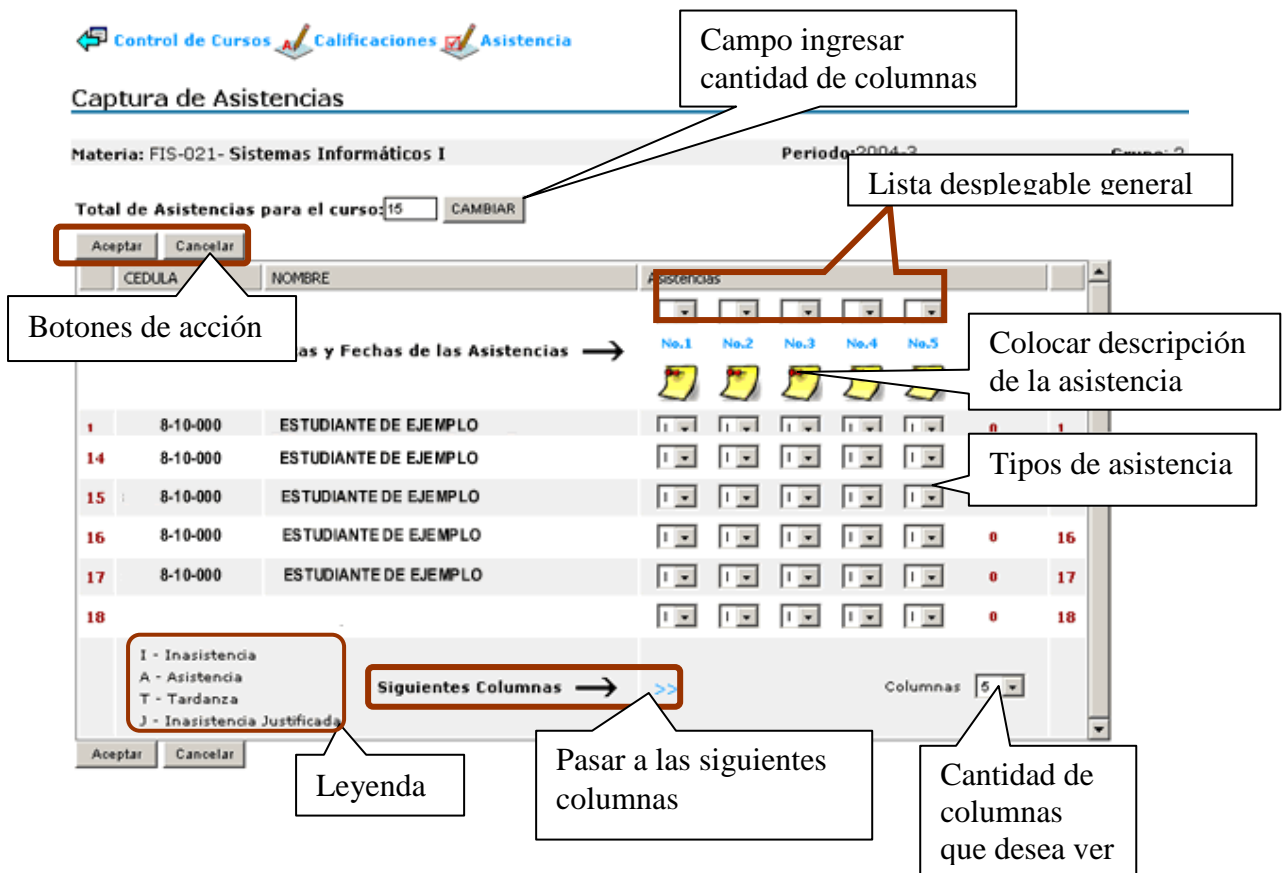 Control de Cursos Calificaciones Asistencia
Campo ingresar
cantidad de columnas
Captura de Asistencias
Materia: FIS-021- Sistemas Informáticos I Periodo:2004-3
Lista desplegable general
Total de Asistencias para el curso: 15 CAMBIAR
Aceptar Cancelar
CEDULA NOMBRE Asistencias
Botones de acción
as y Fechas de las Asistencias
No.1 No.2 No.3 No.4 No.5
Colocar descripción
de la asistencia
1 8-10-000 ESTUDIANTE DE EJEMPLO I I I I I 0 1
14 8-10-000 ESTUDIANTE DE EJEMPLO I I I I I
Tipos de asistencia
15 8-10-000 ESTUDIANTE DE EJEMPLO I I I I I
16 8-10-000 ESTUDIANTE DE EJEMPLO I I I I I 0 16
17 8-10-000 ESTUDIANTE DE EJEMPLO I I I I I 0 17
18 I I I I I 0 18
I - Inasistencia
A - Asistencia
T - Tardanza
J - Inasistencia Justificada
Siguientes Columnas >> Columnas 5
Aceptar Cancelar
Leyenda
Pasar a las siguientes
columnas
Cantidad de
columnas
que desea ver